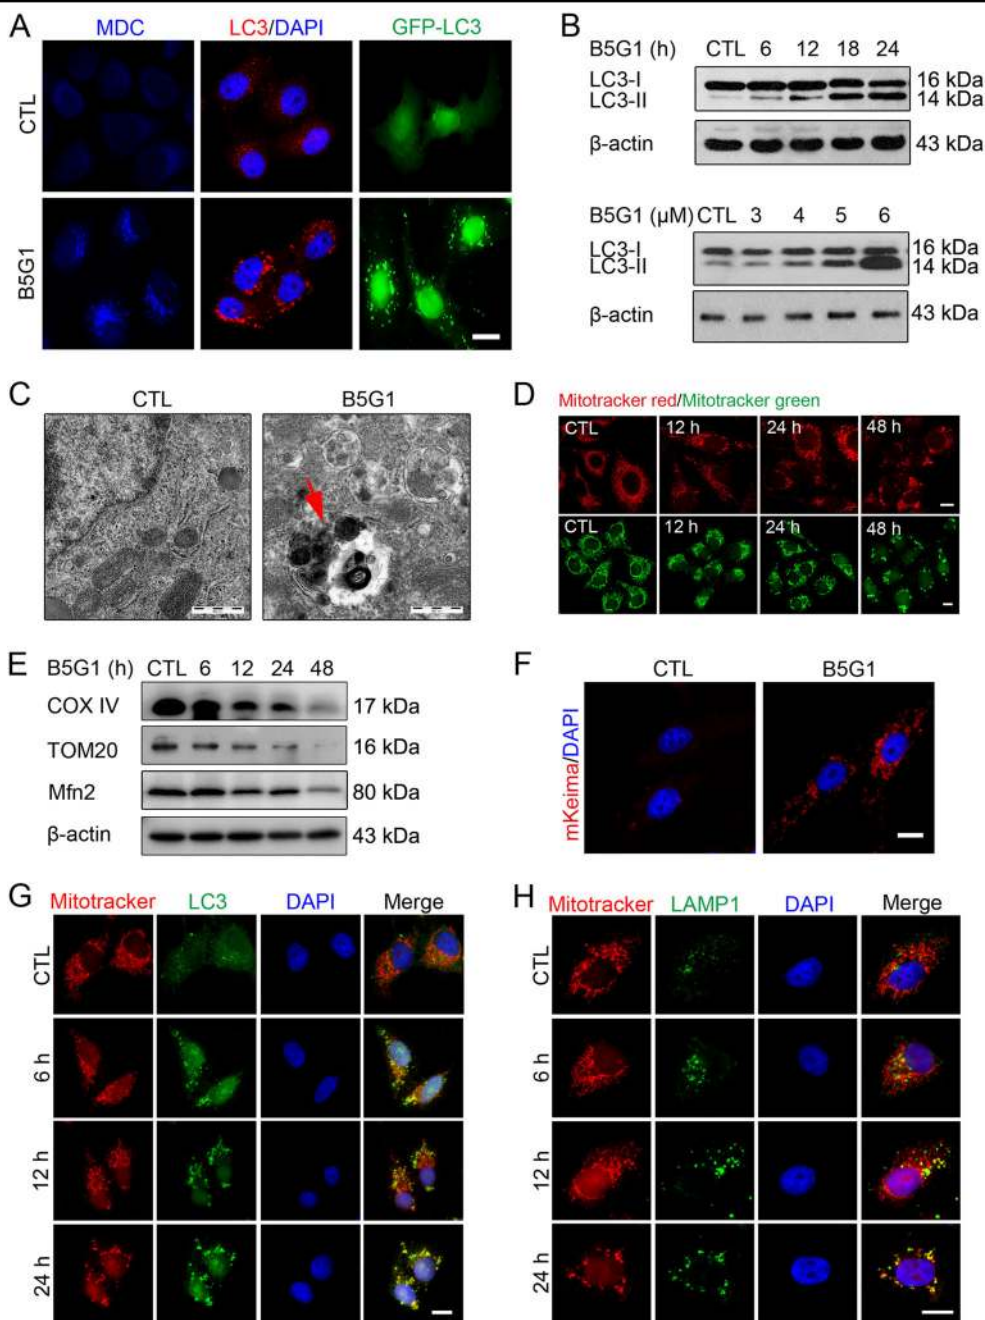 A
MDC
LC3/DAPI
GFP-LC3
CTL
B5G1
B
B5G1 (h) CTL 6 12 18 24
LC3-I 16 kDa
LC3-II 14 kDa
β-actin 43 kDa
B5G1 (µM) CTL 3 4 5 6
LC3-I 16 kDa
LC3-II 14 kDa
β-actin 43 kDa
C
CTL
B5G1
D
Mitotracker red/Mitotracker green
CTL 12 h 24 h 48 h
CTL 12 h 24 h 48 h
E
B5G1 (h) CTL 6 12 24 48
COX IV 17 kDa
TOM20 16 kDa
Mfn2 80 kDa
β-actin 43 kDa
F
CTL
B5G1
mKeima/DAPI
G
Mitotracker LC3 DAPI Merge
CTL
6 h
12 h
24 h
H
Mitotracker LAMP1 DAPI Merge
CTL
6 h
12 h
24 h